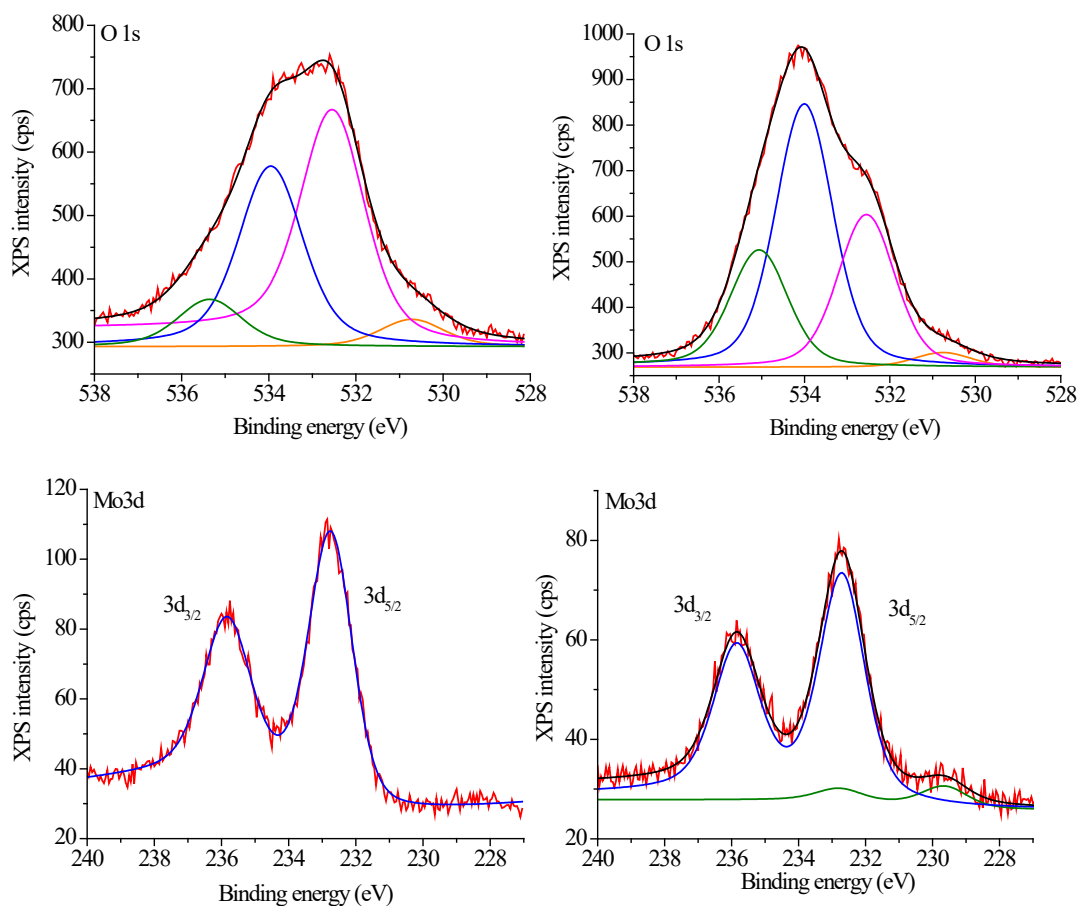 O 1s
XPS intensity (cps)
800
700
600
500
400
300
538 536 534 532 530 528
Binding energy (eV)
O 1s
XPS intensity (cps)
1000
900
800
700
600
500
400
300
538 536 534 532 530 528
Binding energy (eV)
Mo3d
3d3/2
3d5/2
XPS intensity (cps)
120
100
80
60
40
20
240 238 236 234 232 230 228
Binding energy (eV)
Mo3d
3d3/2
3d5/2
XPS intensity (cps)
80
60
40
20
240 238 236 234 232 230 228
Binding energy (eV)